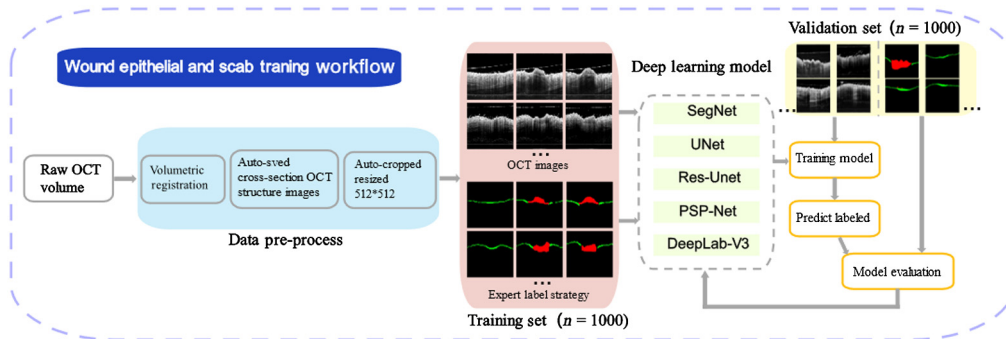 Wound epithelial and scab traning workflow
Raw OCT
volume
Volumetric
registration
Auto-sved
cross-section OCT
structure images
Auto-cropped
resized
512*512
Data pre-process
...
OCT images
...
Expert label strategy
Training set (n = 1000)
Deep learning model
SegNet
UNet
Res-Unet
PSP-Net
DeepLab-V3
Validation set (n = 1000)
...
...
Training model
Predict labeled
Model evaluation